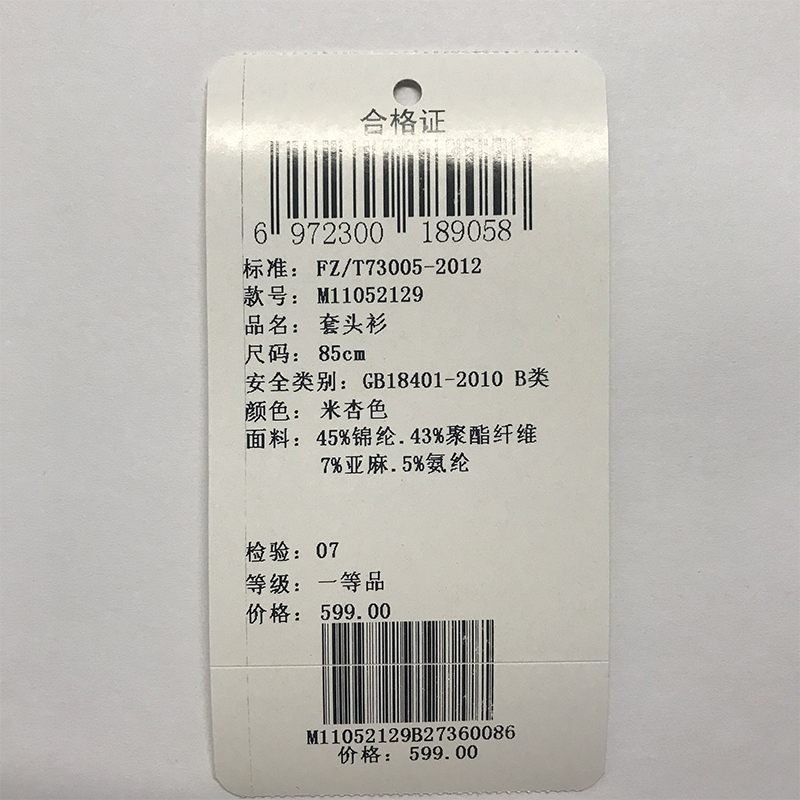 合格证
6 972300 189058
标准: FZ/T73005-2012
款号: M11052129
品名: 套头衫
尺码: 85cm
安全类别: GB18401-2010 B类
颜色: 米杏色
面料: 45%锦纶.43%聚酯纤维
7%亚麻.5%氨纶
检验: 07
等级: 一等品
价格: 599.00
M11052129B27360086
价格: 599.00